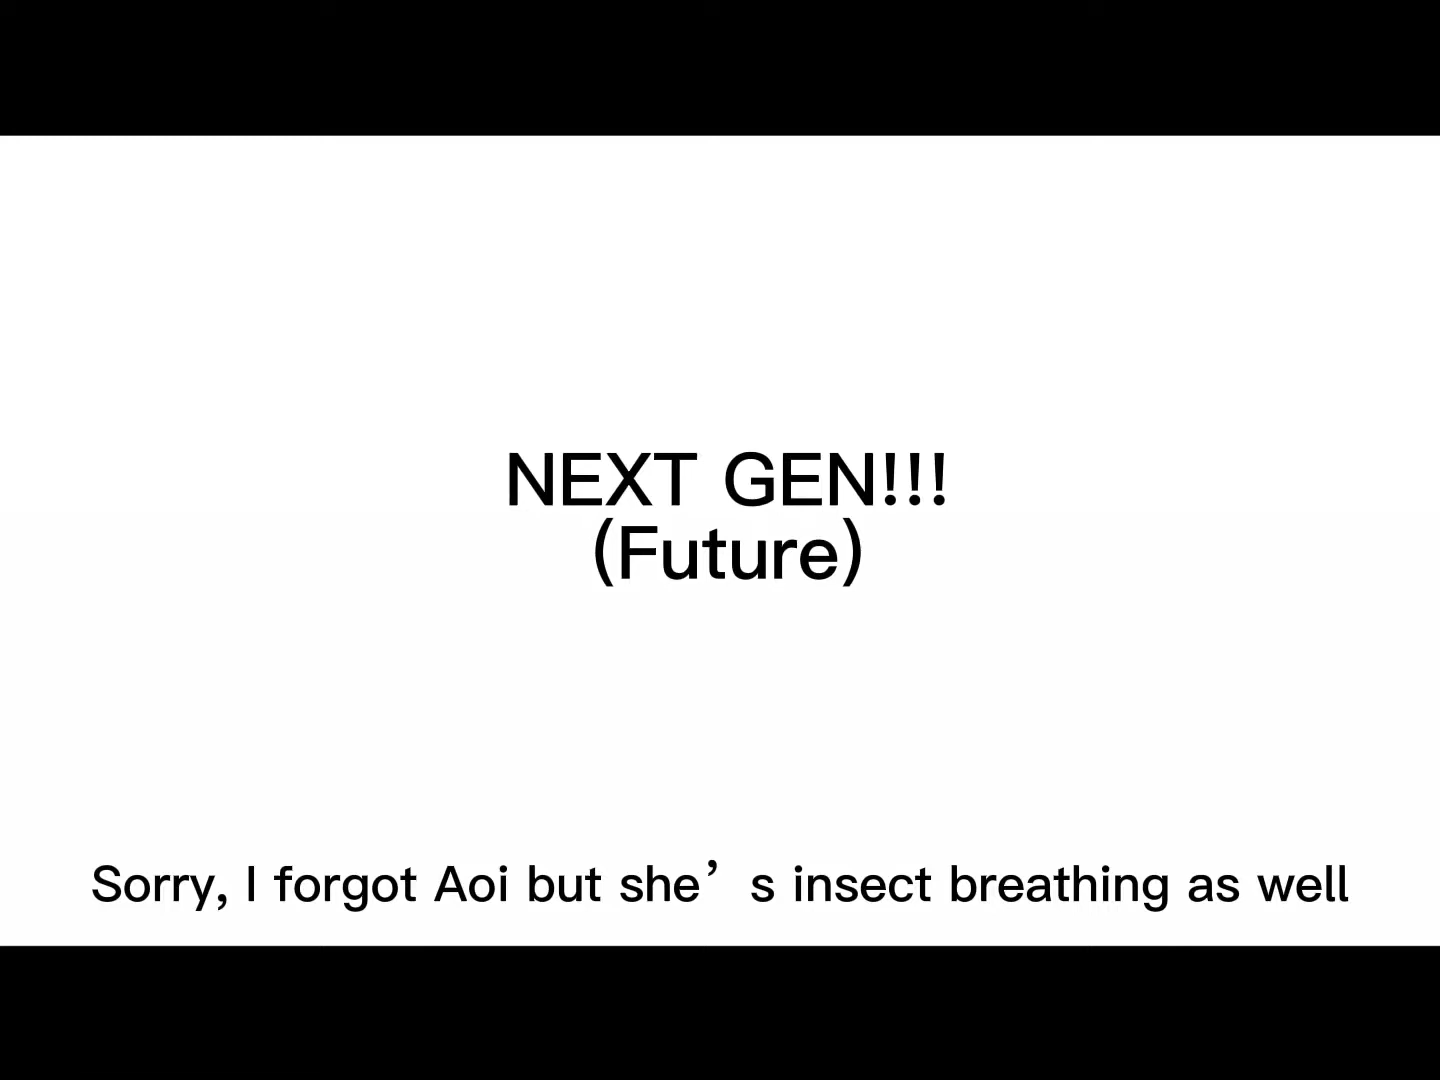 NEXT GEN!!!
(Future)
Sorry, I forgot Aoi but she’s insect breathing as well